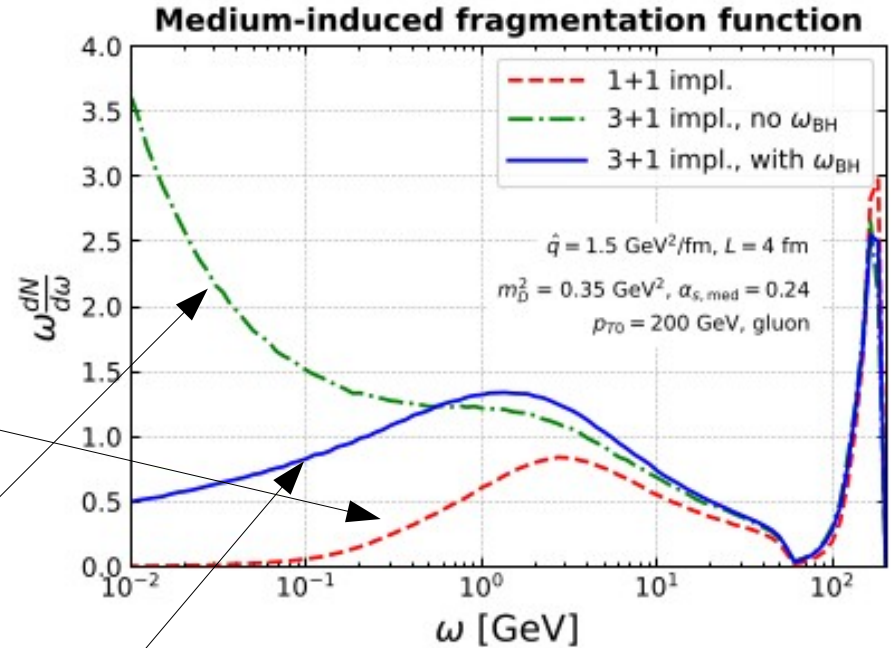 Medium-induced fragmentation function
4.0
3.5
3.0
2.5
2.0
1.5
1.0
0.5
0.0
ω dN/dω
1+1 impl.
3+1 impl., no ω_BH
3+1 impl., with ω_BH
q̂ = 1.5 GeV²/fm, L = 4 fm
m_D² = 0.35 GeV², α_s,med = 0.24
p_T0 = 200 GeV, gluon
10⁻² 10⁻¹ 10⁰ 10¹ 10²
ω [GeV]